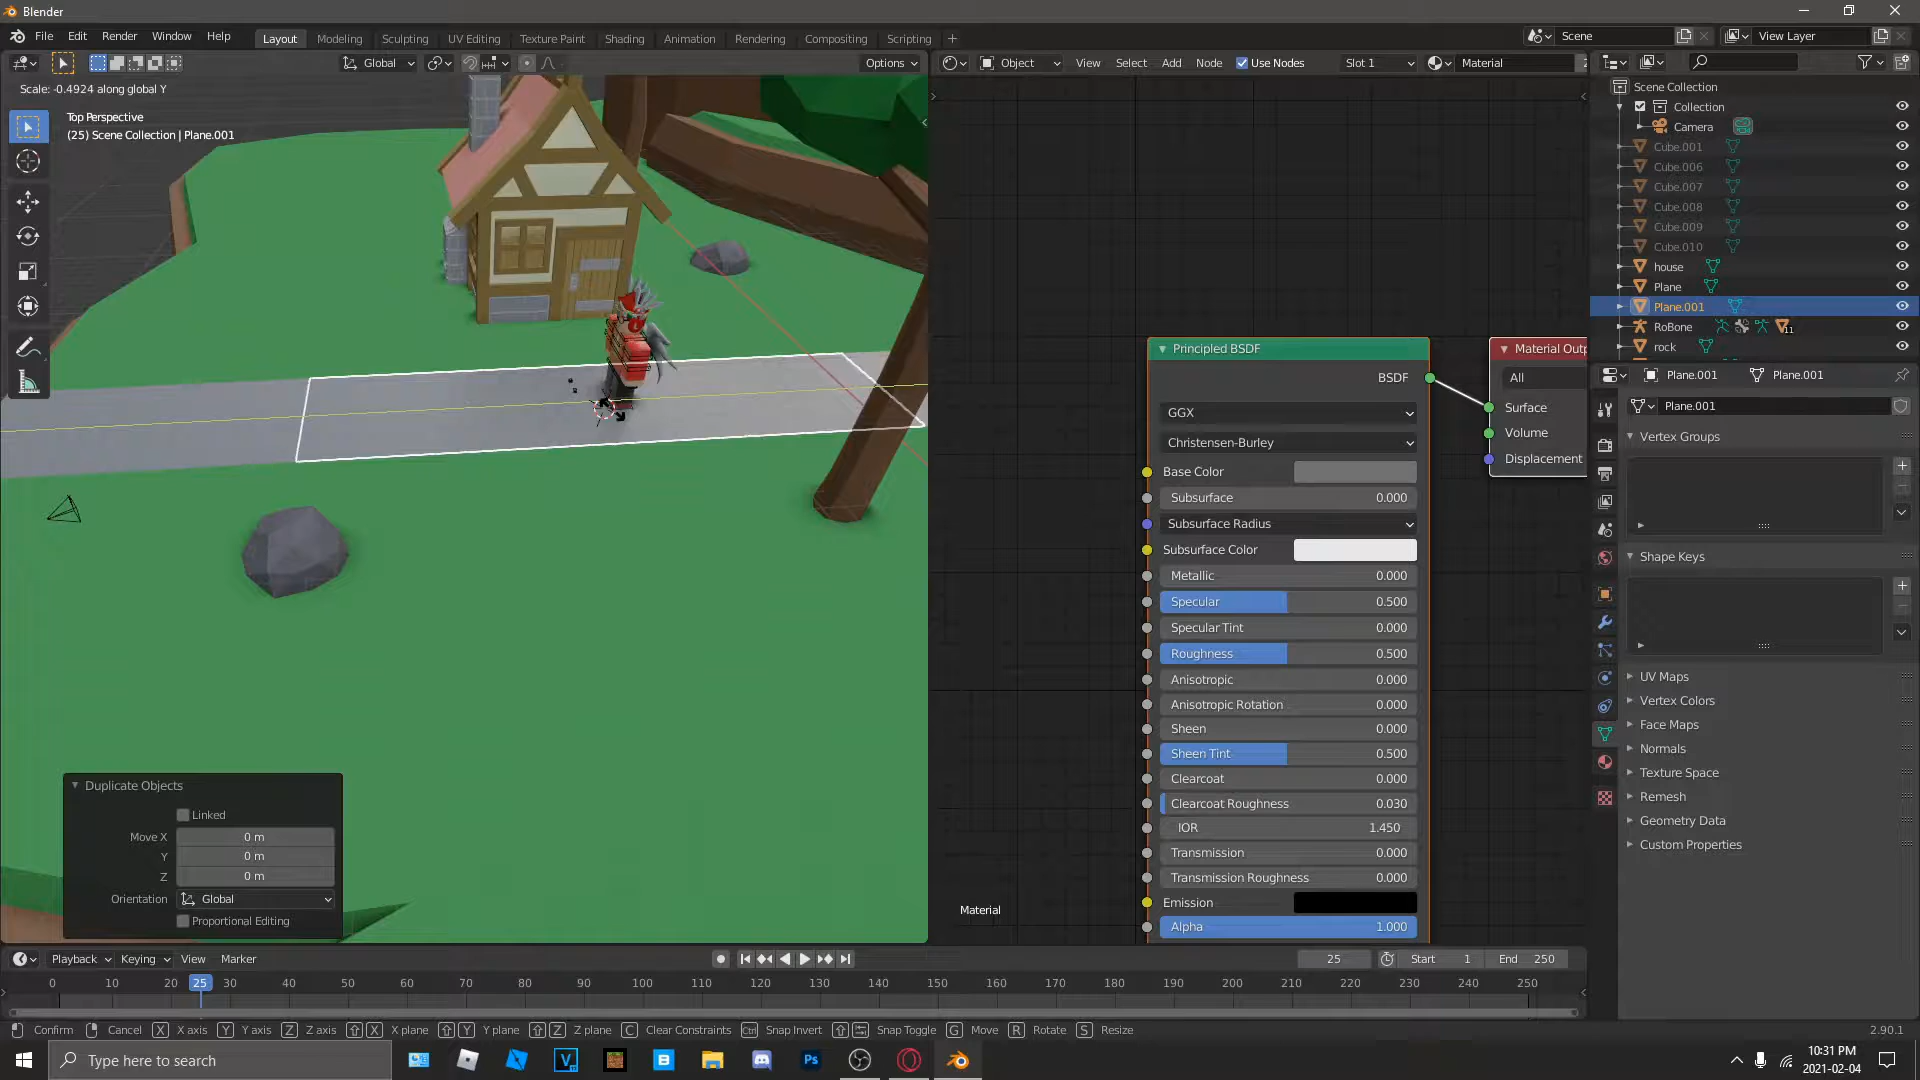 Blender
File Edit Render Window Help
Layout Modeling Sculpting UV Editing Texture Paint Shading Animation Rendering Compositing Scripting
Scene View Layer
Global Options
Object View Select Add Node Use Nodes Slot 1 Material
Scale: -0.4924 along global Y
Top Perspective
(25) Scene Collection | Plane.001
Scene Collection
Collection
Camera
Cube.001
Cube.006
Cube.007
Cube.008
Cube.009
Cube.010
house
Plane
Plane.001
RoBone 11
rock
Principled BSDF
BSDF
GGX
Christensen-Burley
Base Color
Subsurface 0.000
Subsurface Radius
Subsurface Color
Metallic 0.000
Specular 0.500
Specular Tint 0.000
Roughness 0.500
Anisotropic 0.000
Anisotropic Rotation 0.000
Sheen 0.000
Sheen Tint 0.500
Clearcoat 0.000
Clearcoat Roughness 0.030
IOR 1.450
Transmission 0.000
Transmission Roughness 0.000
Emission
Alpha 1.000
Material Outp
All
Surface
Volume
Displacement
Material
Plane.001 Plane.001
Plane.001
Vertex Groups
Shape Keys
UV Maps
Vertex Colors
Face Maps
Normals
Texture Space
Remesh
Geometry Data
Custom Properties
Duplicate Objects
Linked
Move X 0 m
Y 0 m
Z 0 m
Orientation Global
Proportional Editing
Playback Keying View Marker
25 Start 1 End 250
0 10 20 25 30 40 50 60 70 80 90 100 110 120 130 140 150 160 170 180 190 200 210 220 230 240 250
Confirm Cancel X X axis Y Y axis Z Z axis X X plane Y Y plane Z Z plane C Clear Constraints Ctrl Snap Invert Snap Toggle G Move R Rotate S Resize 2.90.1
Type here to search
10:31 PM
2021-02-04